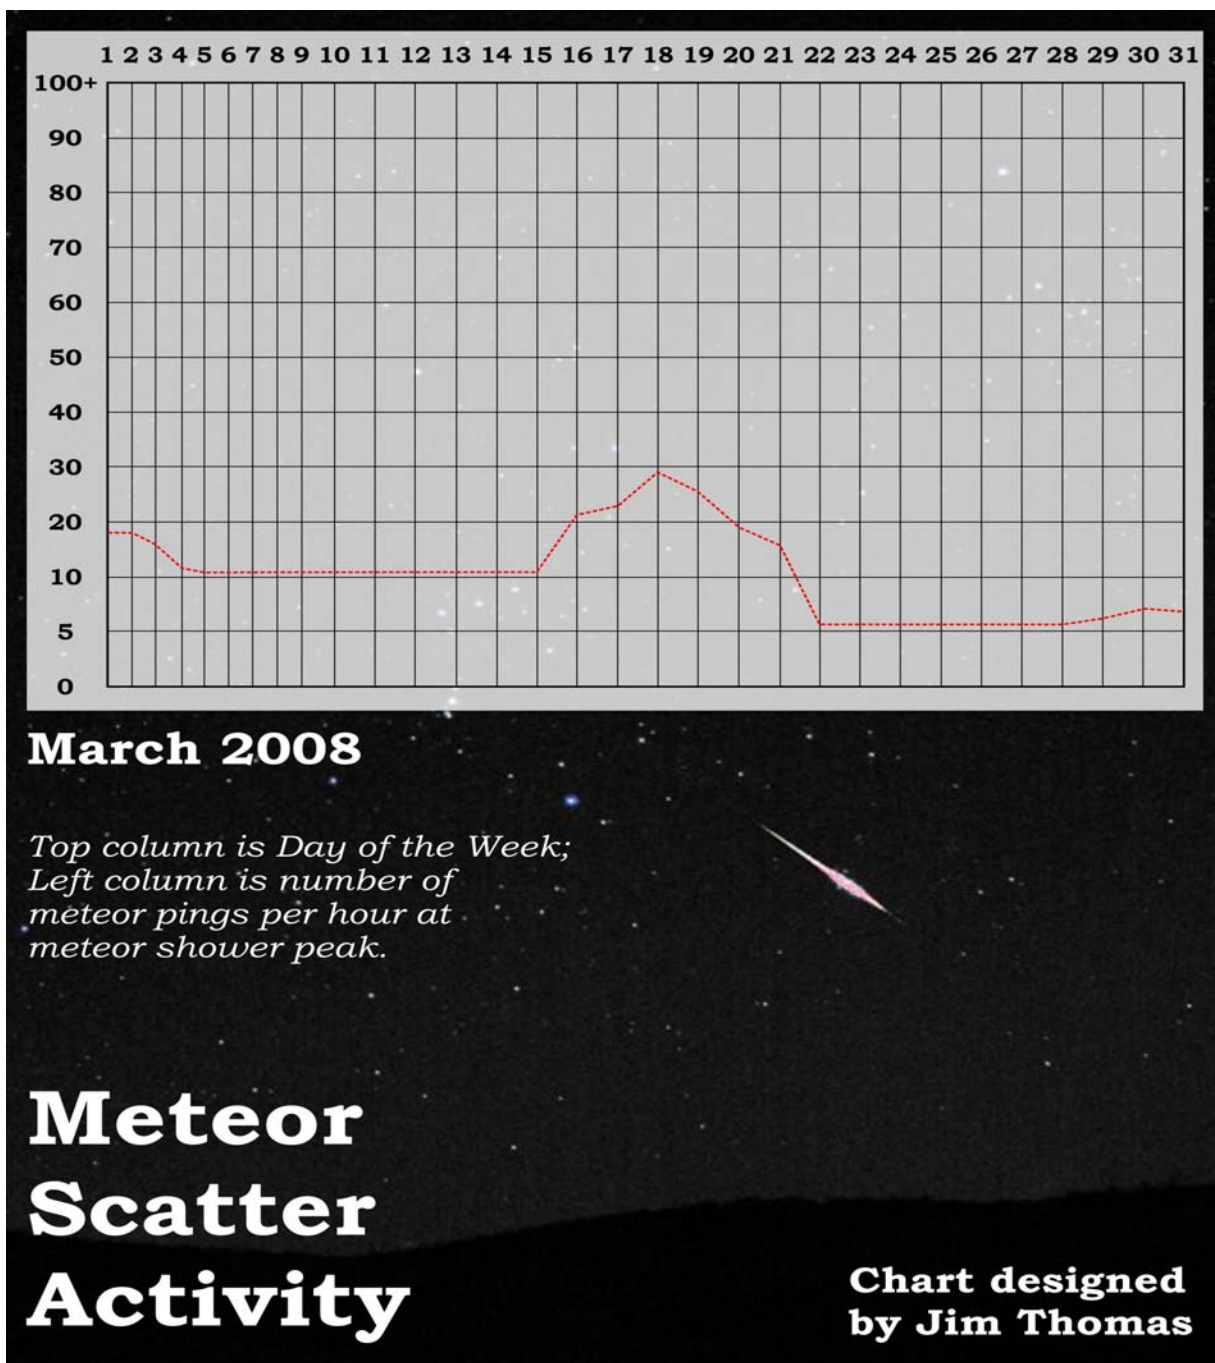 1 2 3 4 5 6 7 8 9 10 11 12 13 14 15 16 17 18 19 20 21 22 23 24 25 26 27 28 29 30 31
100+
90
80
70
60
50
40
30
20
10
5
0
March 2008
Top column is Day of the Week;
Left column is number of
meteor pings per hour at
meteor shower peak.
Meteor
Scatter
Activity
Chart designed
by Jim Thomas